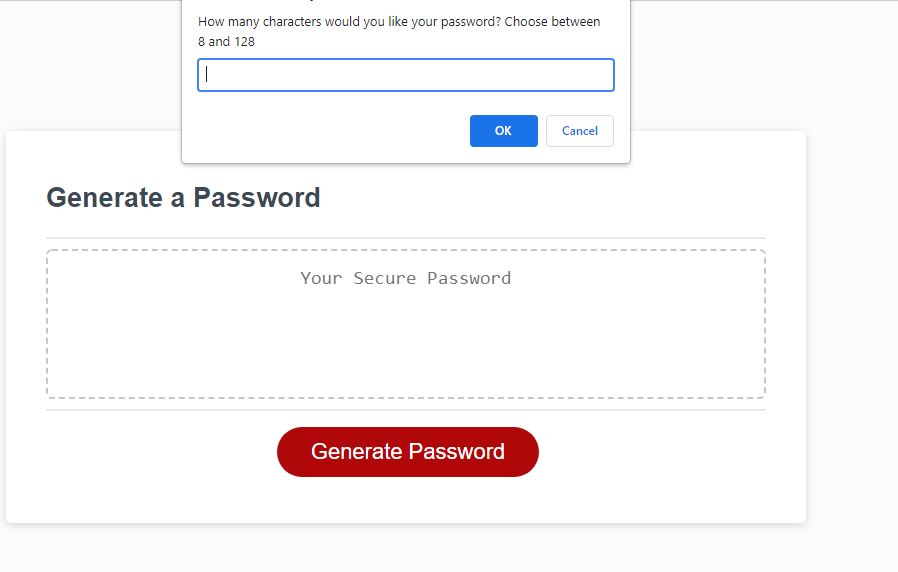 How many characters would you like your password? Choose between
8 and 128
OK
Cancel
Generate a Password
Your Secure Password
Generate Password